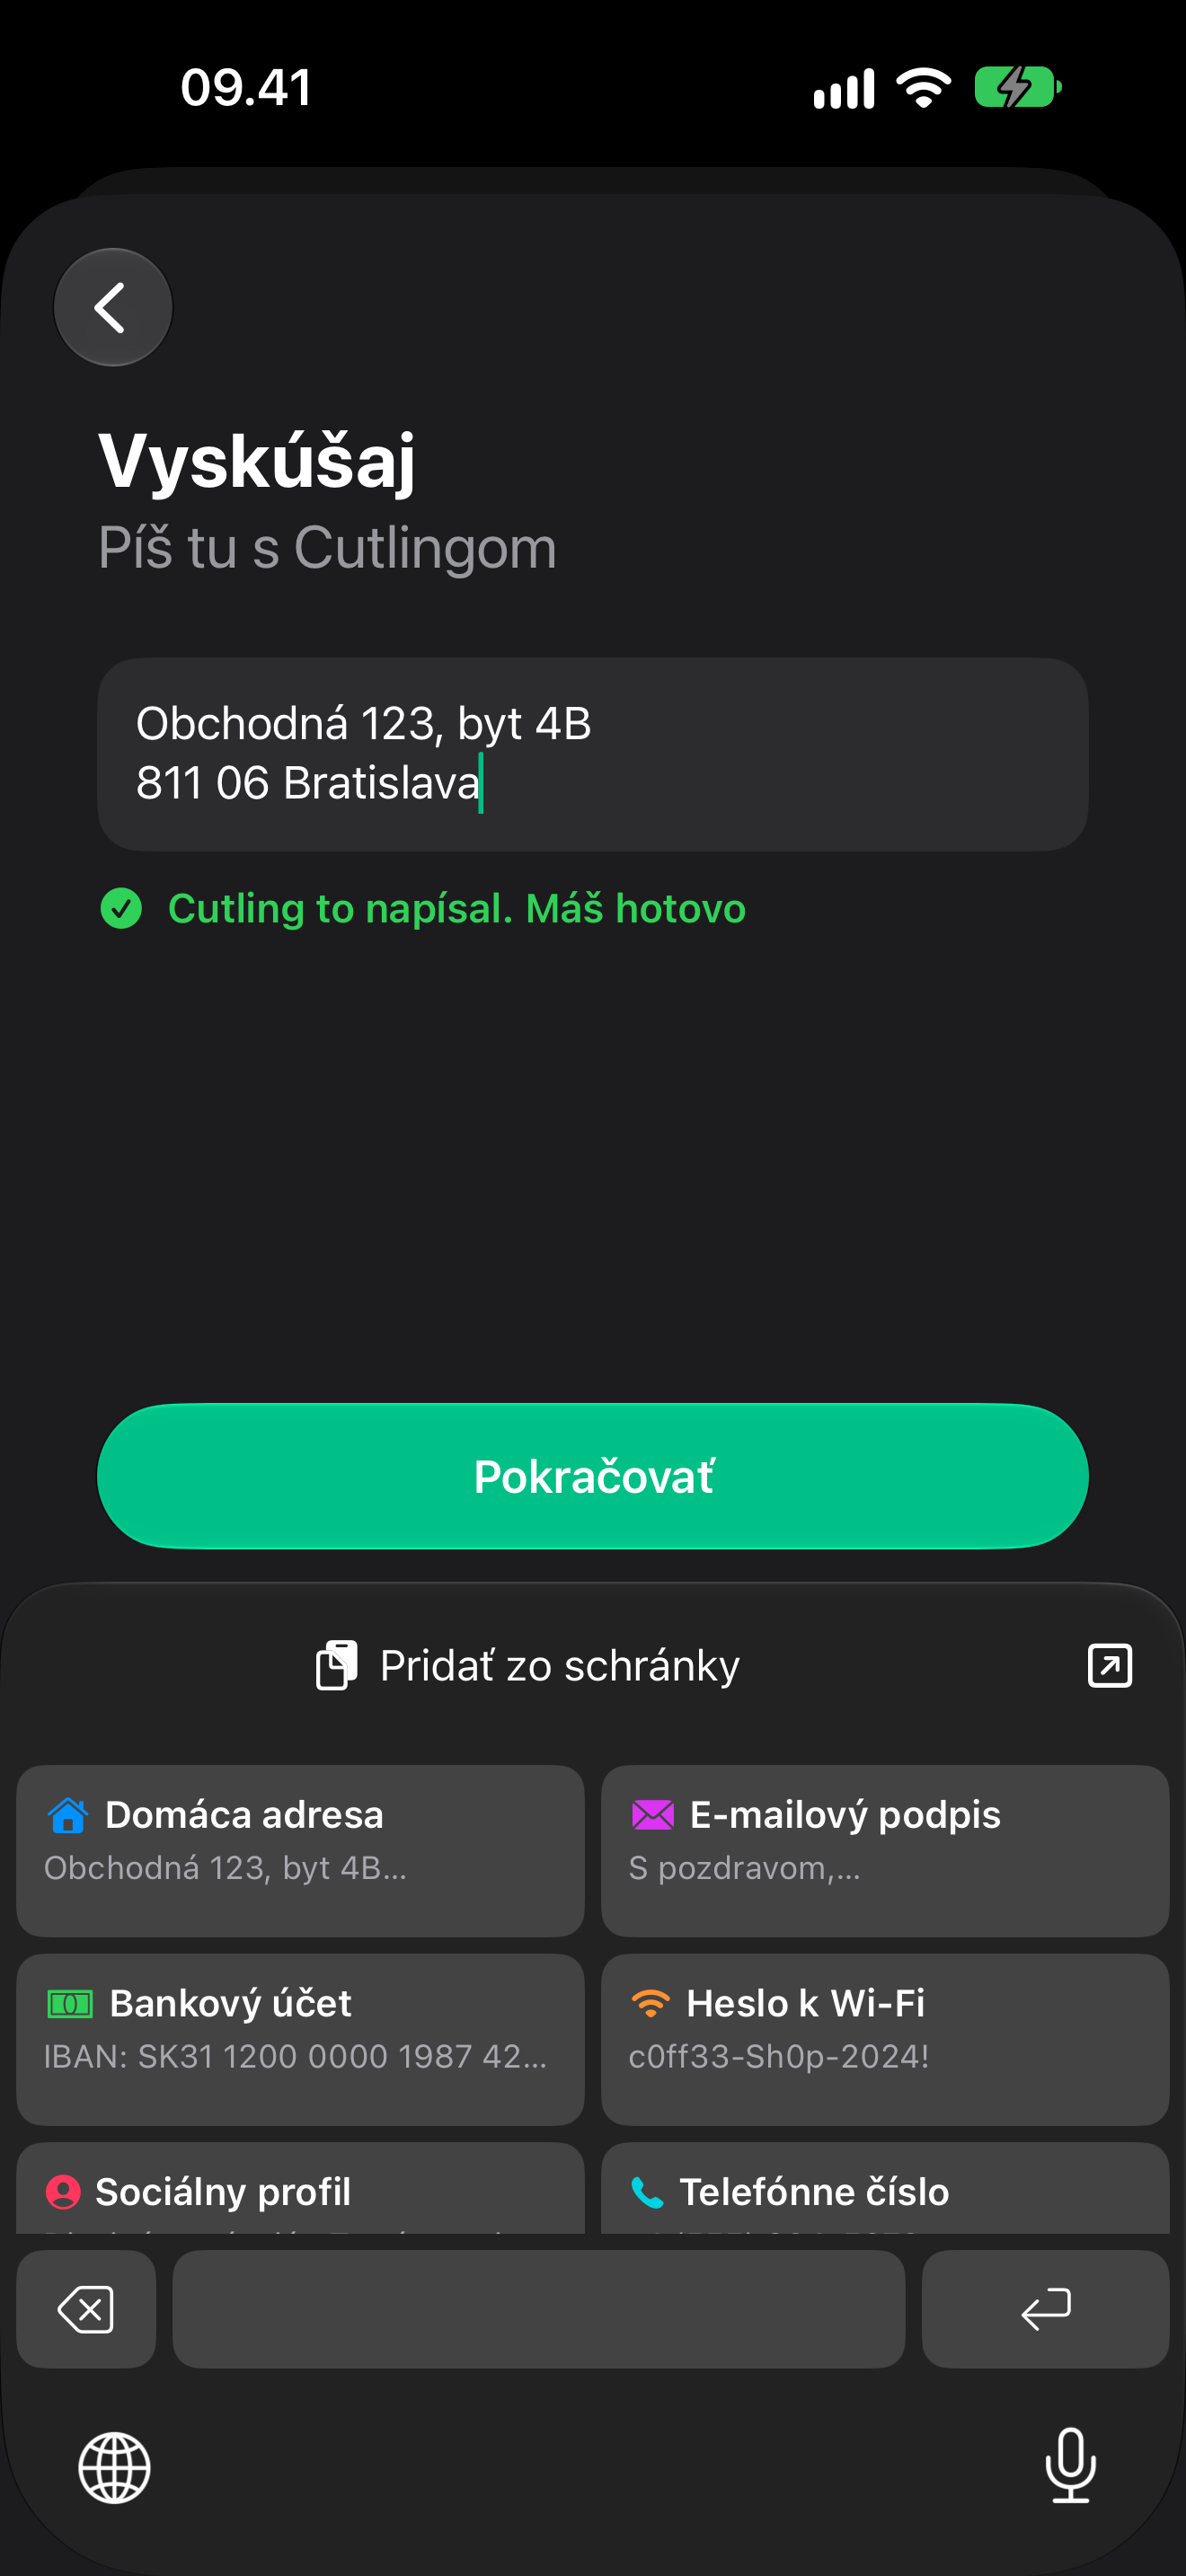 09.41
Vyskúšaj
Píš tu s Cutlingom
Obchodná 123, byt 4B
811 06 Bratislava
Cutling to napísal. Máš hotovo
Pokračovať
Pridať zo schránky
Domáca adresa
Obchodná 123, byt 4B...
E-mailový podpis
S pozdravom,...
Bankový účet
IBAN: SK31 1200 0000 1987 42...
Heslo k Wi-Fi
c0ff33-Sh0p-2024!
Sociálny profil
Telefónne číslo